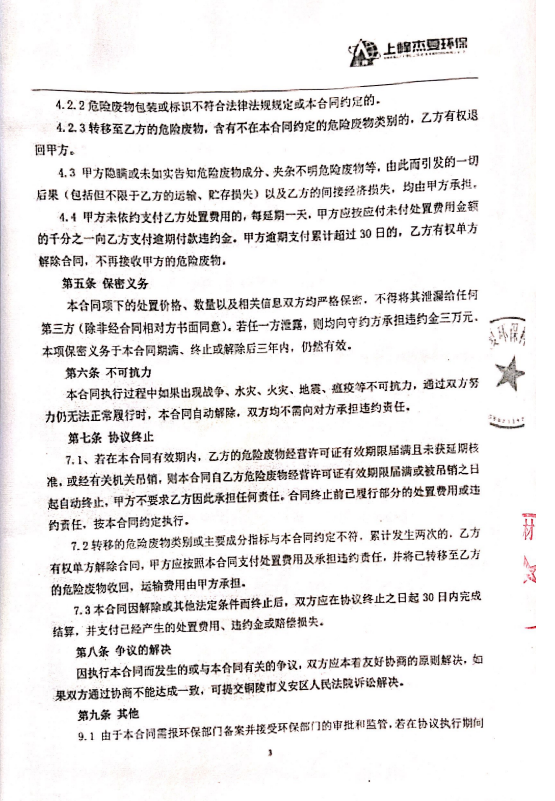 上峰杰夏环保
4.2.2危险废物包装或标识不符合法律法规规定或本合同约定的。
4.2.3转移至乙方的危险废物，含有不在本合同约定的危险废物类别的，乙方有权退
回甲方。
4.3 甲方隐瞒或未如实告知危险废物成分、夹杂不明危险废物等，由此而引发的一切
后果（包括但不限于乙方的运输、贮存损失）以及乙方的间接经济损失，均由甲方承担。
4.4 甲方未依约支付乙方处置费用的，每延期一天，甲方应按应付未付处置费用金额
的千分之一向乙方支付逾期付款违约金。甲方逾期支付累计超过 30 日的，乙方有权单方
解除合同，不再接收甲方的危险废物。
第五条 保密义务
本合同项下的处置价格、数量以及相关信息双方均严格保密，不得将其泄漏给任何
第三方（除非经合同相对方书面同意）。若任一方泄露，则均向守约方承担违约金三万元。
本项保密义务于本合同期满、终止或解除后三年内，仍然有效。
第六条 不可抗力
本合同执行过程中如果出现战争、水灾、火灾、地震、瘟疫等不可抗力，通过双方努
力仍无法正常履行时，本合同自动解除，双方均不需向对方承担违约责任。
第七条 协议终止
7.1、若在本合同有效期内，乙方的危险废物经营许可证有效期限届满且未获延期核
准，或经有关机关吊销，则本合同自乙方危险废物经营许可证有效期限届满或被吊销之日
起自动终止，甲方不要求乙方因此承担任何责任。合同终止前已履行部分的处置费用或违
约责任，按本合同约定执行。
7.2 转移的危险废物类别或主要成分指标与本合同约定不符，累计发生两次的，乙方
有权单方解除合同，甲方应按照本合同支付处置费用及承担违约责任，并将已转移至乙方
的危险废物收回，运输费用由甲方承担。
7.3 本合同因解除或其他法定条件而终止后，双方应在协议终止之日起 30 日内完成
结算，并支付已经产生的处置费用、违约金或赔偿损失。
第八条 争议的解决
因执行本合同而发生的或与本合同有关的争议，双方应本着友好协商的原则解决，如
果双方通过协商不能达成一致，可提交铜陵市义安区人民法院诉讼解决。
第九条 其他
9.1 由于本合同需报环保部门备案并接受环保部门的审批和监管，若在协议执行期间
3
环保
材